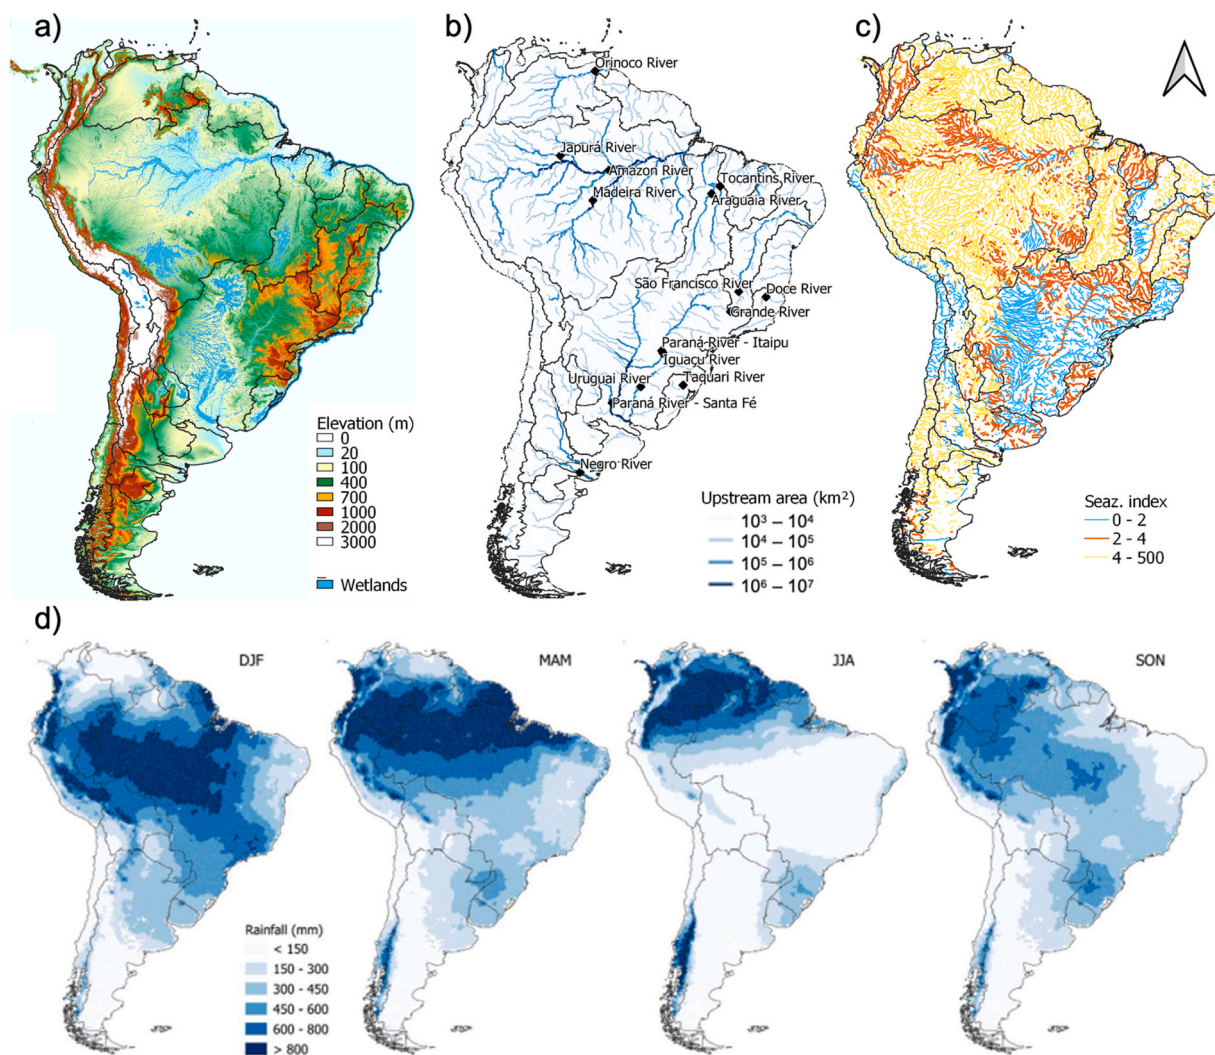 a)
Elevation (m)
0
20
100
400
700
1000
2000
3000
Wetlands
b)
Orinoco River
Japurá River
Amazon River
Madeira River
Tocantins River
Araguaia River
São Francisco River
Doce River
Grande River
Paraná River - Itaipu
Iguaçu River
Uruguai River
Taquari River
Paraná River - Santa Fé
Negro River
Upstream area (km²)
10³ – 10⁴
10⁴ – 10⁵
10⁵ – 10⁶
10⁶ – 10⁷
c)
Seaz. index
0 - 2
2 - 4
4 - 500
d)
DJF
MAM
JJA
SON
Rainfall (mm)
< 150
150 - 300
300 - 450
450 - 600
600 - 800
> 800